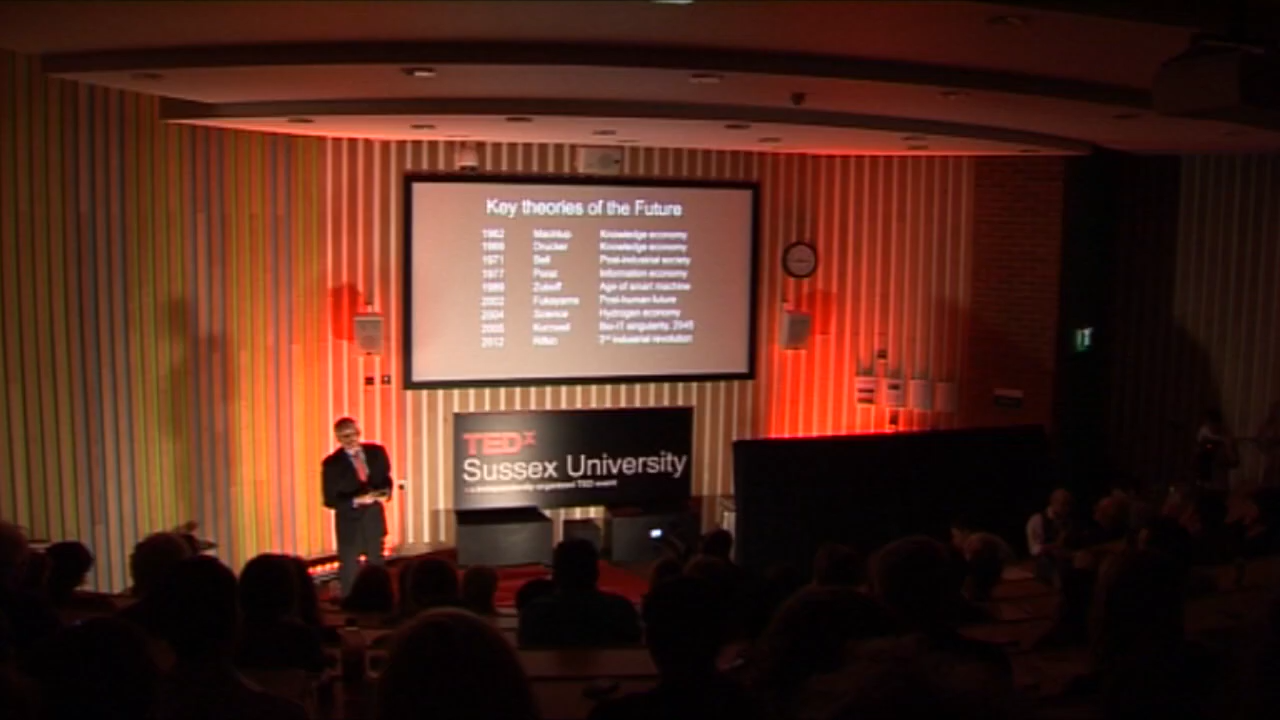 Key theories of the Future
1962 Machlup Knowledge economy
1969 Drucker Knowledge economy
1971 Bell Post-industrial society
1977 Porat Information economy
1988 Zuboff Age of smart machine
2002 Fukuyama Post-human future
2004 Science Hydrogen economy
2005 Kurzweil Bio-IT singularity, 2045
2012 Rifkin 3rd industrial revolution
TEDx
Sussex University
independently organised TED event